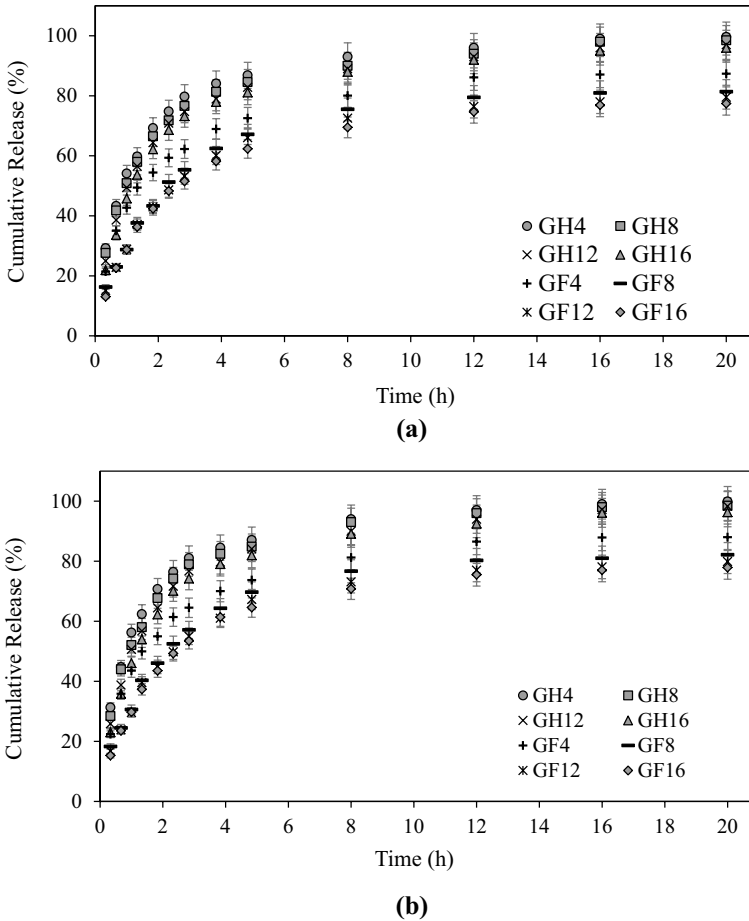 100
80
60
40
20
0
Cumulative Release (%)
GH4 GH8
GH12 GH16
GF4 GF8
GF12 GF16
0 2 4 6 8 10 12 14 16 18 20
Time (h)
(a)
100
80
60
40
20
0
Cumulative Release (%)
GH4 GH8
GH12 GH16
GF4 GF8
GF12 GF16
0 2 4 6 8 10 12 14 16 18 20
Time (h)
(b)